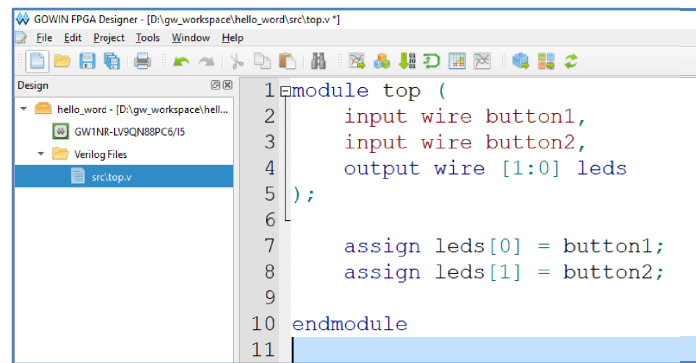 GOWIN FPGA Designer - [D:\gw_workspace\hello_word\src\top.v *]
File Edit Project Tools Window Help
Design
hello_word - [D:\gw_workspace\hell...
GW1NR-LV9QN88PC6/I5
Verilog Files
src\top.v
1 module top (
2 input wire button1,
3 input wire button2,
4 output wire [1:0] leds
5 );
6
7 assign leds[0] = button1;
8 assign leds[1] = button2;
9
10 endmodule
11